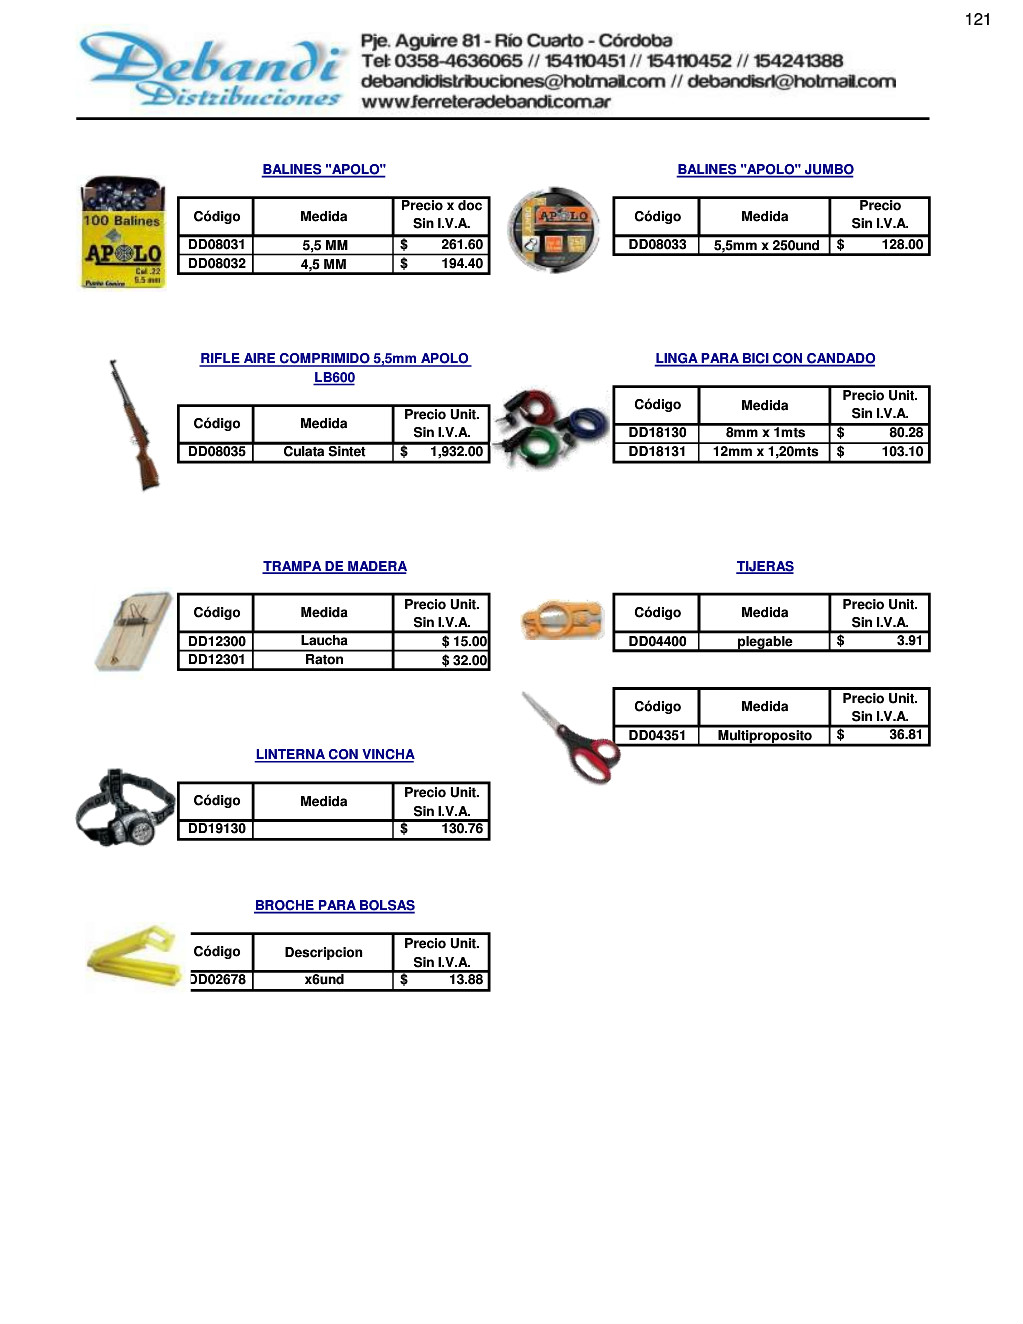 121
Debandi
Distribuciones
Pje. Aguirre 81 - Río Cuarto - Córdoba
Tel: 0358-4636065 // 154110451 // 154110452 // 154241388
debandidistribuciones@hotmail.com // debandisrl@hotmail.com
www.ferreteradebandi.com.ar
BALINES "APOLO"
100 Balines
APOLO
Cal .22
5.5 mm
Código Medida Precio x doc Sin I.V.A.
DD08031 5,5 MM $ 261.60
DD08032 4,5 MM $ 194.40
BALINES "APOLO" JUMBO
JUMBO
APOLO
Código Medida Precio Sin I.V.A.
DD08033 5,5mm x 250und $ 128.00
RIFLE AIRE COMPRIMIDO 5,5mm APOLO
LB600
Código Medida Precio Unit. Sin I.V.A.
DD08035 Culata Sintet $ 1,932.00
LINGA PARA BICI CON CANDADO
Código Medida Precio Unit. Sin I.V.A.
DD18130 8mm x 1mts $ 80.28
DD18131 12mm x 1,20mts $ 103.10
TRAMPA DE MADERA
Código Medida Precio Unit. Sin I.V.A.
DD12300 Laucha $ 15.00
DD12301 Raton $ 32.00
TIJERAS
Código Medida Precio Unit. Sin I.V.A.
DD04400 plegable $ 3.91
Código Medida Precio Unit. Sin I.V.A.
DD04351 Multiproposito $ 36.81
LINTERNA CON VINCHA
Código Medida Precio Unit. Sin I.V.A.
DD19130 $ 130.76
BROCHE PARA BOLSAS
Código Descripcion Precio Unit. Sin I.V.A.
DD02678 x6und $ 13.88